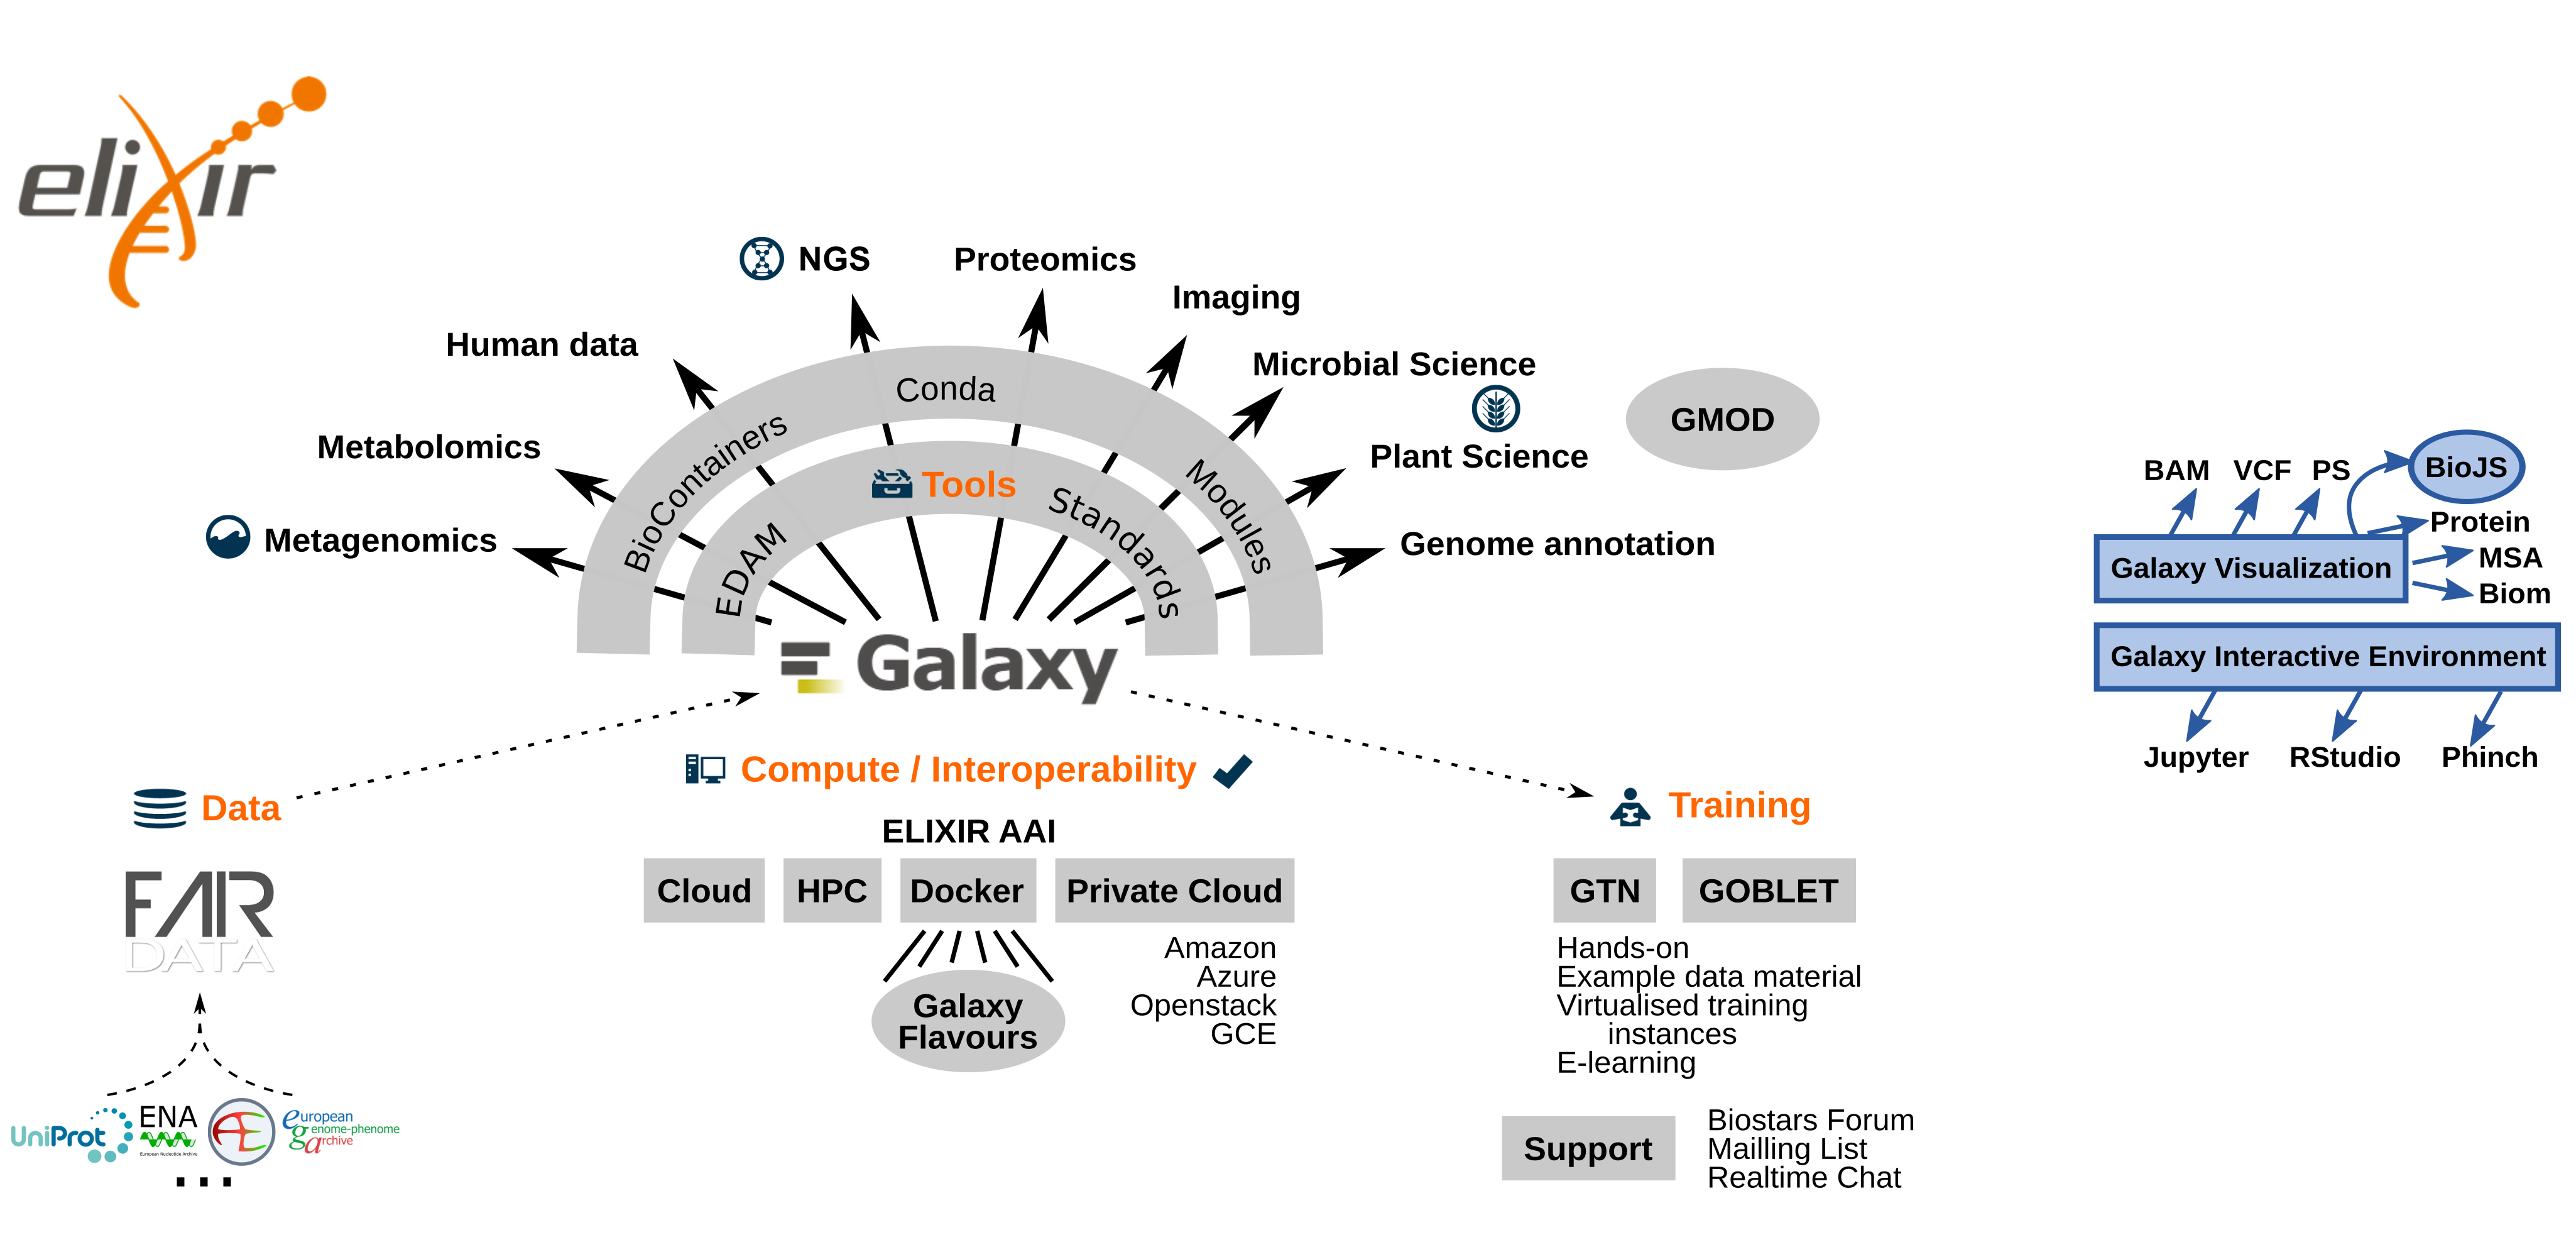 elixir
NGS
Proteomics
Imaging
Human data
Microbial Science
Metabolomics
Plant Science
Metagenomics
Genome annotation
GMOD
Conda
BioContainers
Modules
Tools
EDAM
Standards
Galaxy
BAM VCF PS
BioJS
Protein
MSA
Biom
Galaxy Visualization
Galaxy Interactive Environment
Jupyter RStudio Phinch
Data
FAIR
DATA
UniProt
ENA
European Nucleotide Archive
AE
european
genome-phenome
archive
...
Compute / Interoperability
ELIXIR AAI
Cloud
HPC
Docker
Private Cloud
Galaxy
Flavours
Amazon
Azure
Openstack
GCE
Training
GTN
GOBLET
Hands-on
Example data material
Virtualised training
instances
E-learning
Support
Biostars Forum
Mailling List
Realtime Chat